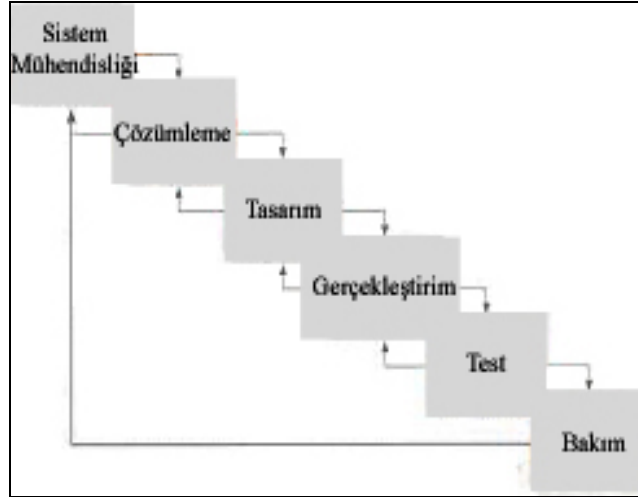 Sistem
Mühendisliği
Çözümleme
Tasarım
Gerçekleştirim
Test
Bakım